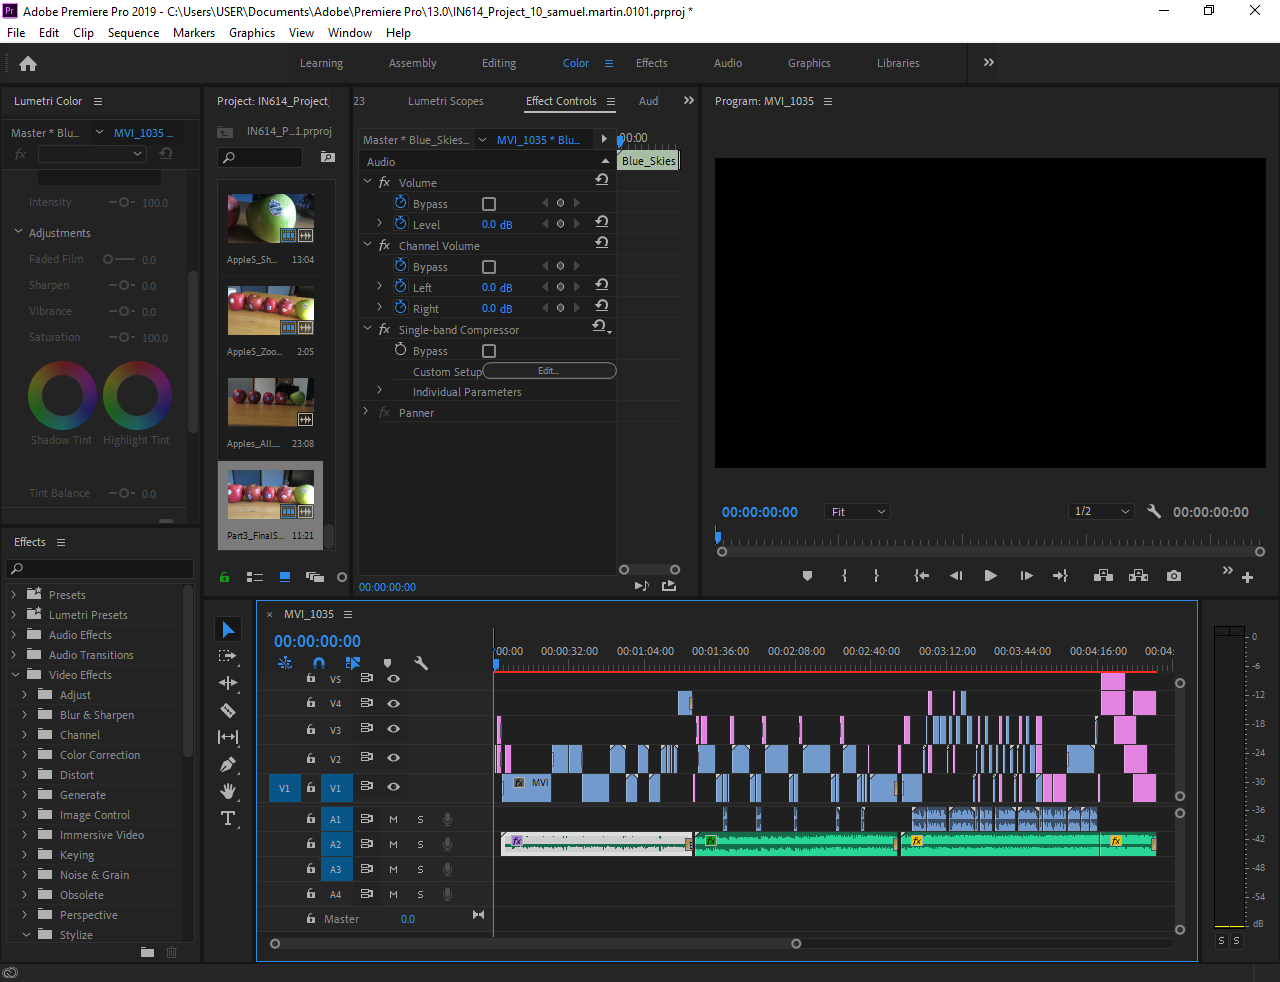 Pr Adobe Premiere Pro 2019 - C:\Users\USER\Documents\Adobe\Premiere Pro\13.0\IN614_Project_10_samuel.martin.0101.prproj *
File Edit Clip Sequence Markers Graphics View Window Help
Learning Assembly Editing Color Effects Audio Graphics Libraries
Lumetri Color
Master * Blu... MVI_1035 ...
fx
Intensity 100.0
Adjustments
Faded Film 0.0
Sharpen 0.0
Vibrance 0.0
Saturation 100.0
Shadow Tint Highlight Tint
Tint Balance 0.0
Project: IN614_Project
IN614_P...1.prproj
AppleS_Sh... 13:04
AppleS_Zoo... 2:05
Apples_All.... 23:08
Part3_FinalS... 11:21
23 Lumetri Scopes Effect Controls Aud
Master * Blue_Skies... MVI_1035 * Blu... 00:00
Audio Blue_Skies
fx Volume
Bypass
Level 0.0 dB
fx Channel Volume
Bypass
Left 0.0 dB
Right 0.0 dB
fx Single-band Compressor
Bypass
Custom Setup Edit...
Individual Parameters
fx Panner
00:00:00:00
Program: MVI_1035
00:00:00:00 Fit 1/2 00:00:00:00
Effects
Presets
Lumetri Presets
Audio Effects
Audio Transitions
Video Effects
Adjust
Blur & Sharpen
Channel
Color Correction
Distort
Generate
Image Control
Immersive Video
Keying
Noise & Grain
Obsolete
Perspective
Stylize
× MVI_1035
00:00:00:00
:00:00 00:00:32:00 00:01:04:00 00:01:36:00 00:02:08:00 00:02:40:00 00:03:12:00 00:03:44:00 00:04:16:00 00:04:
V5
V4
V3
V2
V1 V1 fx MVI
A1 M S
A2 M S fx fx fx fx
A3 M S
A4 M S
Master 0.0
0
-6
-12
-18
-24
-30
-36
-42
-48
-54
dB
S S